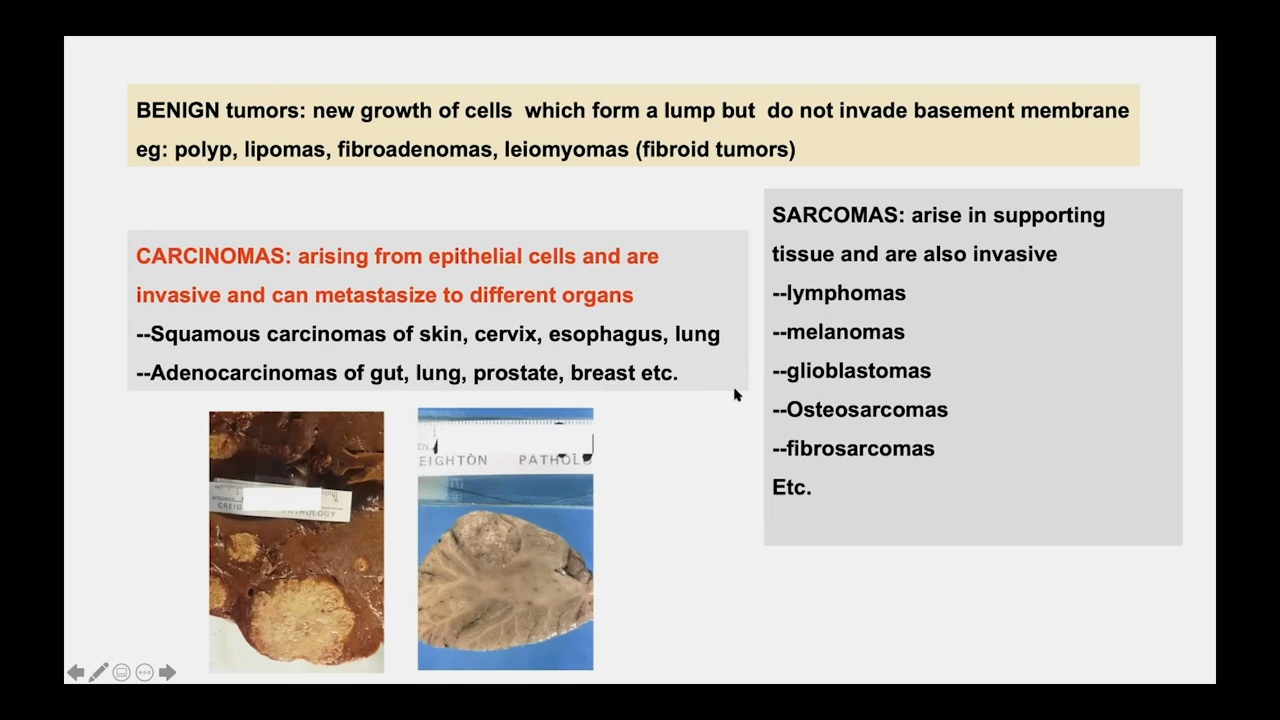 BENIGN tumors: new growth of cells which form a lump but do not invade basement membrane
eg: polyp, lipomas, fibroadenomas, leiomyomas (fibroid tumors)
CARCINOMAS: arising from epithelial cells and are
invasive and can metastasize to different organs
--Squamous carcinomas of skin, cervix, esophagus, lung
--Adenocarcinomas of gut, lung, prostate, breast etc.
SARCOMAS: arise in supporting
tissue and are also invasive
--lymphomas
--melanomas
--glioblastomas
--Osteosarcomas
--fibrosarcomas
Etc.
CREIG PATHOLOGY
EIGHTON PATHOLO